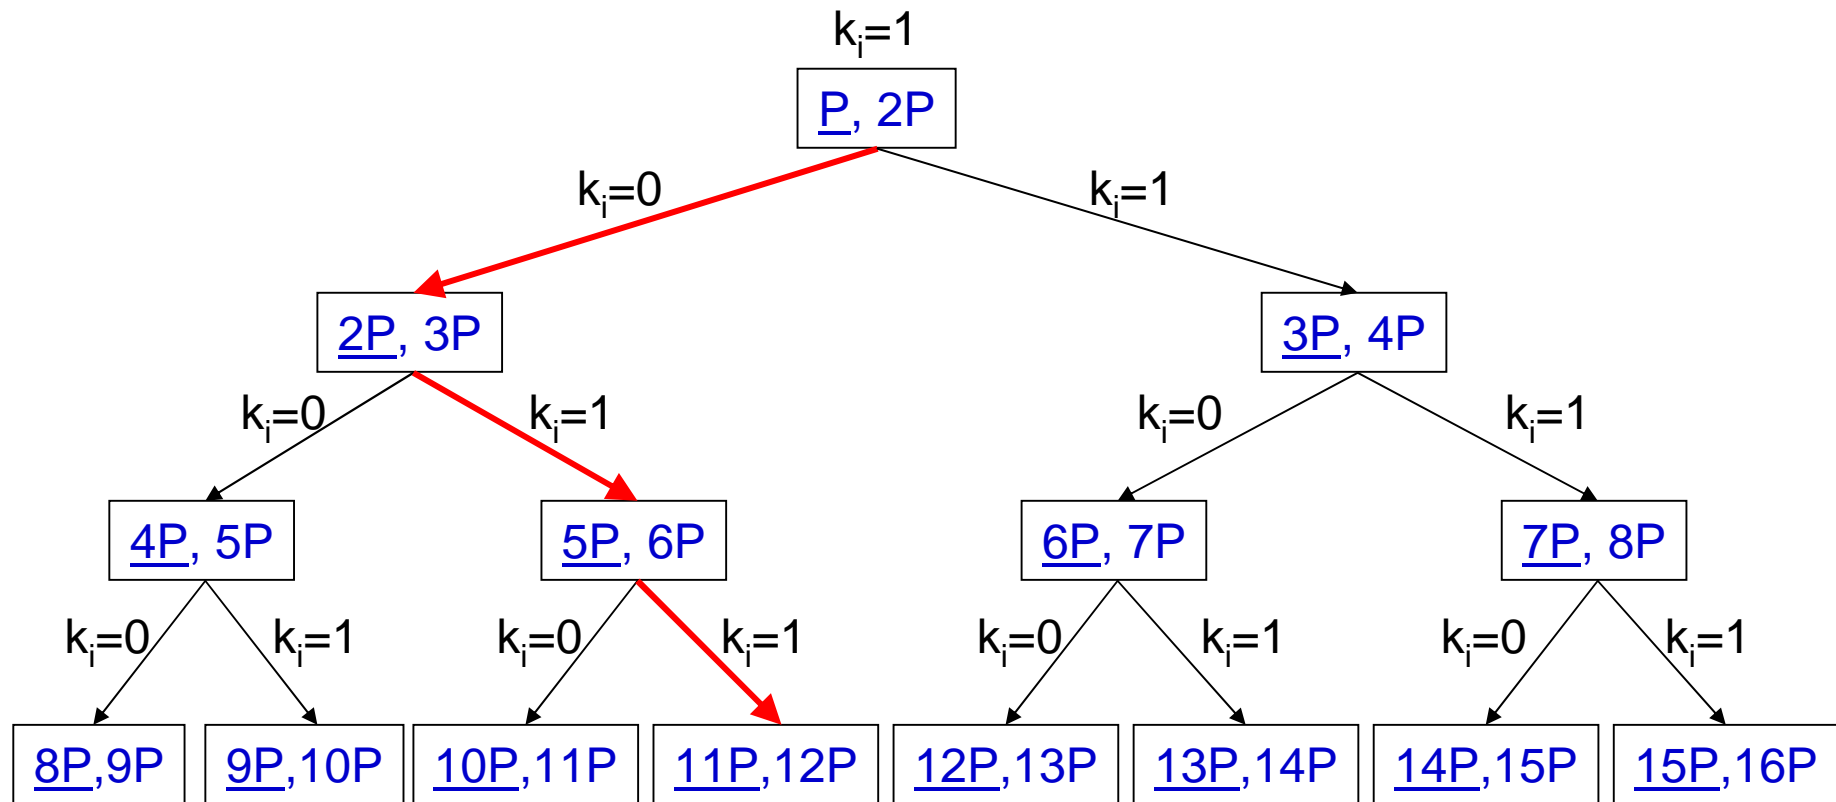 kᵢ=1
P, 2P
kᵢ=0 kᵢ=1
2P, 3P 3P, 4P
kᵢ=0 kᵢ=1 kᵢ=0 kᵢ=1
4P, 5P 5P, 6P 6P, 7P 7P, 8P
kᵢ=0 kᵢ=1 kᵢ=0 kᵢ=1 kᵢ=0 kᵢ=1 kᵢ=0 kᵢ=1
8P,9P 9P,10P 10P,11P 11P,12P 12P,13P 13P,14P 14P,15P 15P,16P